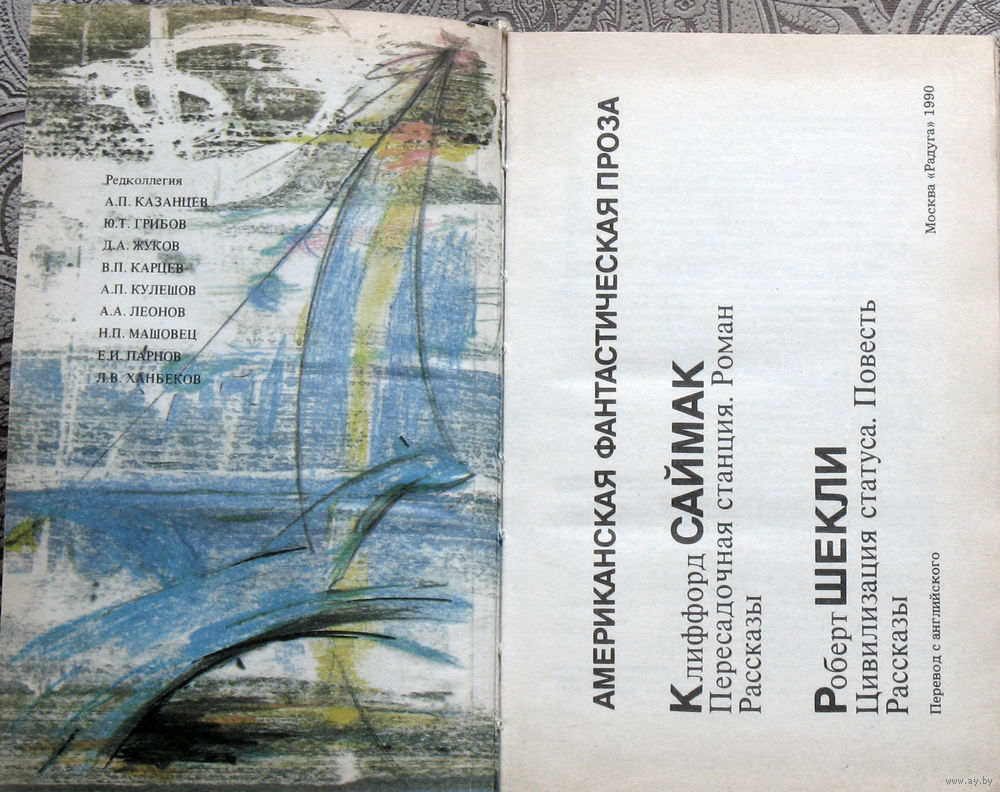 Редколлегия
А.П. КАЗАНЦЕВ
Ю.Т. ГРИБОВ
Д.А. ЖУКОВ
В.П. КАРЦЕВ
А.П. КУЛЕШОВ
А.А. ЛЕОНОВ
Н.П. МАШОВЕЦ
Е.И. ПАРНОВ
Л.В. ХАНБЕКОВ
АМЕРИКАНСКАЯ ФАНТАСТИЧЕСКАЯ ПРОЗА
Клиффорд САЙМАК
Пересадочная станция. Роман
Рассказы
Роберт ШЕКЛИ
Цивилизация статуса. Повесть
Рассказы
Перевод с английского
Москва «Радуга» 1990
www.ay.by